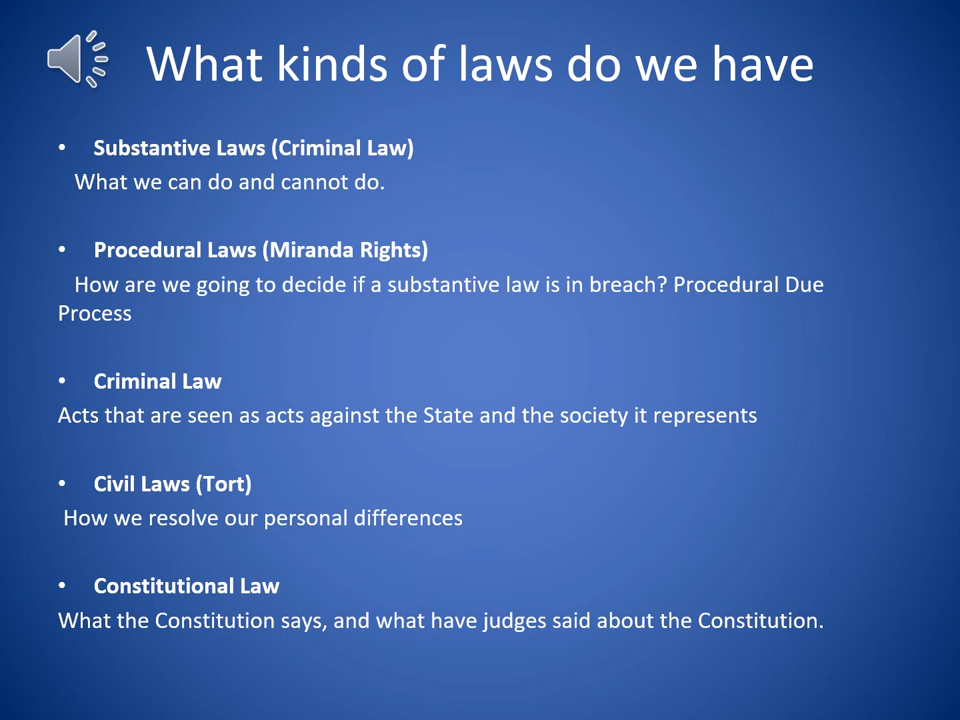 What kinds of laws do we have
• Substantive Laws (Criminal Law)
What we can do and cannot do.
• Procedural Laws (Miranda Rights)
How are we going to decide if a substantive law is in breach? Procedural Due
Process
• Criminal Law
Acts that are seen as acts against the State and the society it represents
• Civil Laws (Tort)
How we resolve our personal differences
• Constitutional Law
What the Constitution says, and what have judges said about the Constitution.